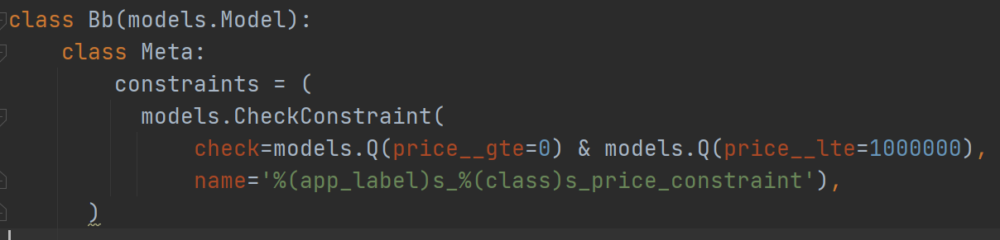 class Bb(models.Model):
    class Meta:
        constraints = (
          models.CheckConstraint(
              check=models.Q(price__gte=0) & models.Q(price__lte=1000000),
              name='%(app_label)s_%(class)s_price_constraint'),
      )